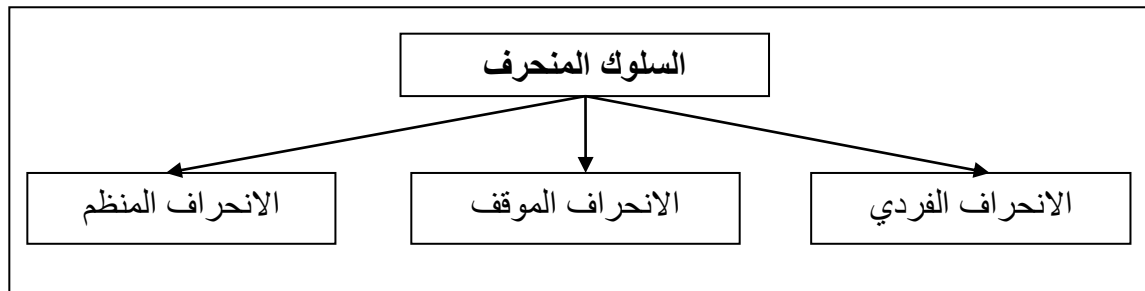 السلوك المنحرف
الانحراف الفردي
الانحراف الموقف
الانحراف المنظم